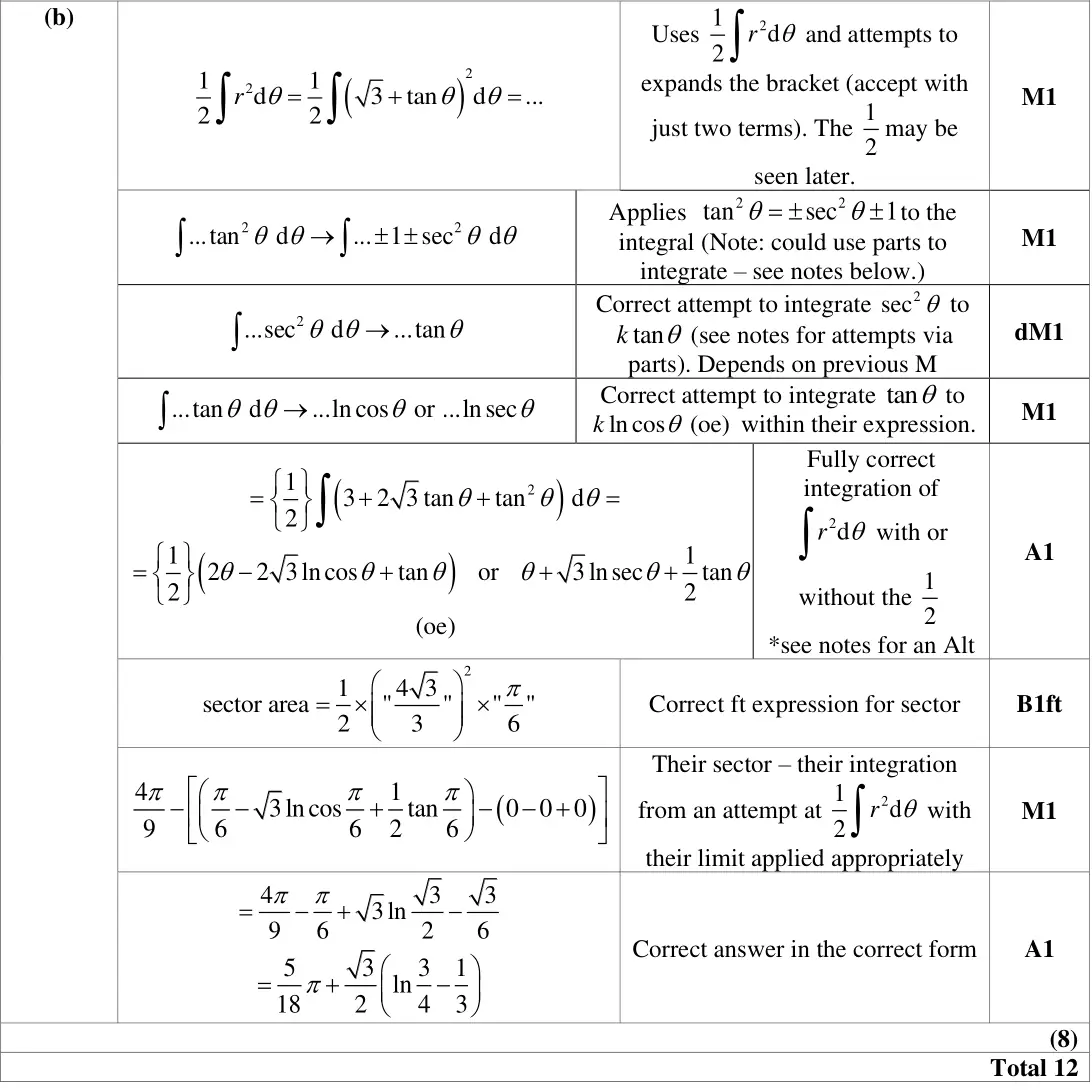 (b)
1/2 ∫ r² dθ = 1/2 ∫ (√3 + tan θ)² dθ = ...
Uses 1/2 ∫ r² dθ and attempts to
expands the bracket (accept with
just two terms). The 1/2 may be
seen later.
M1
∫ ...tan² θ dθ → ∫ ... ± 1 ± sec² θ dθ
Applies tan² θ = ± sec² θ ± 1 to the
integral (Note: could use parts to
integrate – see notes below.)
M1
∫ ...sec² θ dθ → ...tan θ
Correct attempt to integrate sec² θ to
k tan θ (see notes for attempts via
parts). Depends on previous M
dM1
∫ ...tan θ dθ → ...ln cos θ or ...ln sec θ
Correct attempt to integrate tan θ to
k ln cos θ (oe) within their expression.
M1
= {1/2} ∫ (3 + 2√3 tan θ + tan² θ) dθ =
= {1/2} (2θ − 2√3 ln cos θ + tan θ) or θ + √3 ln sec θ + 1/2 tan θ
(oe)
Fully correct
integration of
∫ r² dθ with or
without the 1/2
*see notes for an Alt
A1
sector area = 1/2 × ("4√3/3")² × "π/6"
Correct ft expression for sector
B1ft
4π/9 − [(π/6 − √3 ln cos π/6 + 1/2 tan π/6) − (0 − 0 + 0)]
Their sector – their integration
from an attempt at 1/2 ∫ r² dθ with
their limit applied appropriately
M1
= 4π/9 − π/6 + √3 ln √3/2 − √3/6
= 5/18 π + √3/2 (ln 3/4 − 1/3)
Correct answer in the correct form
A1
(8)
Total 12